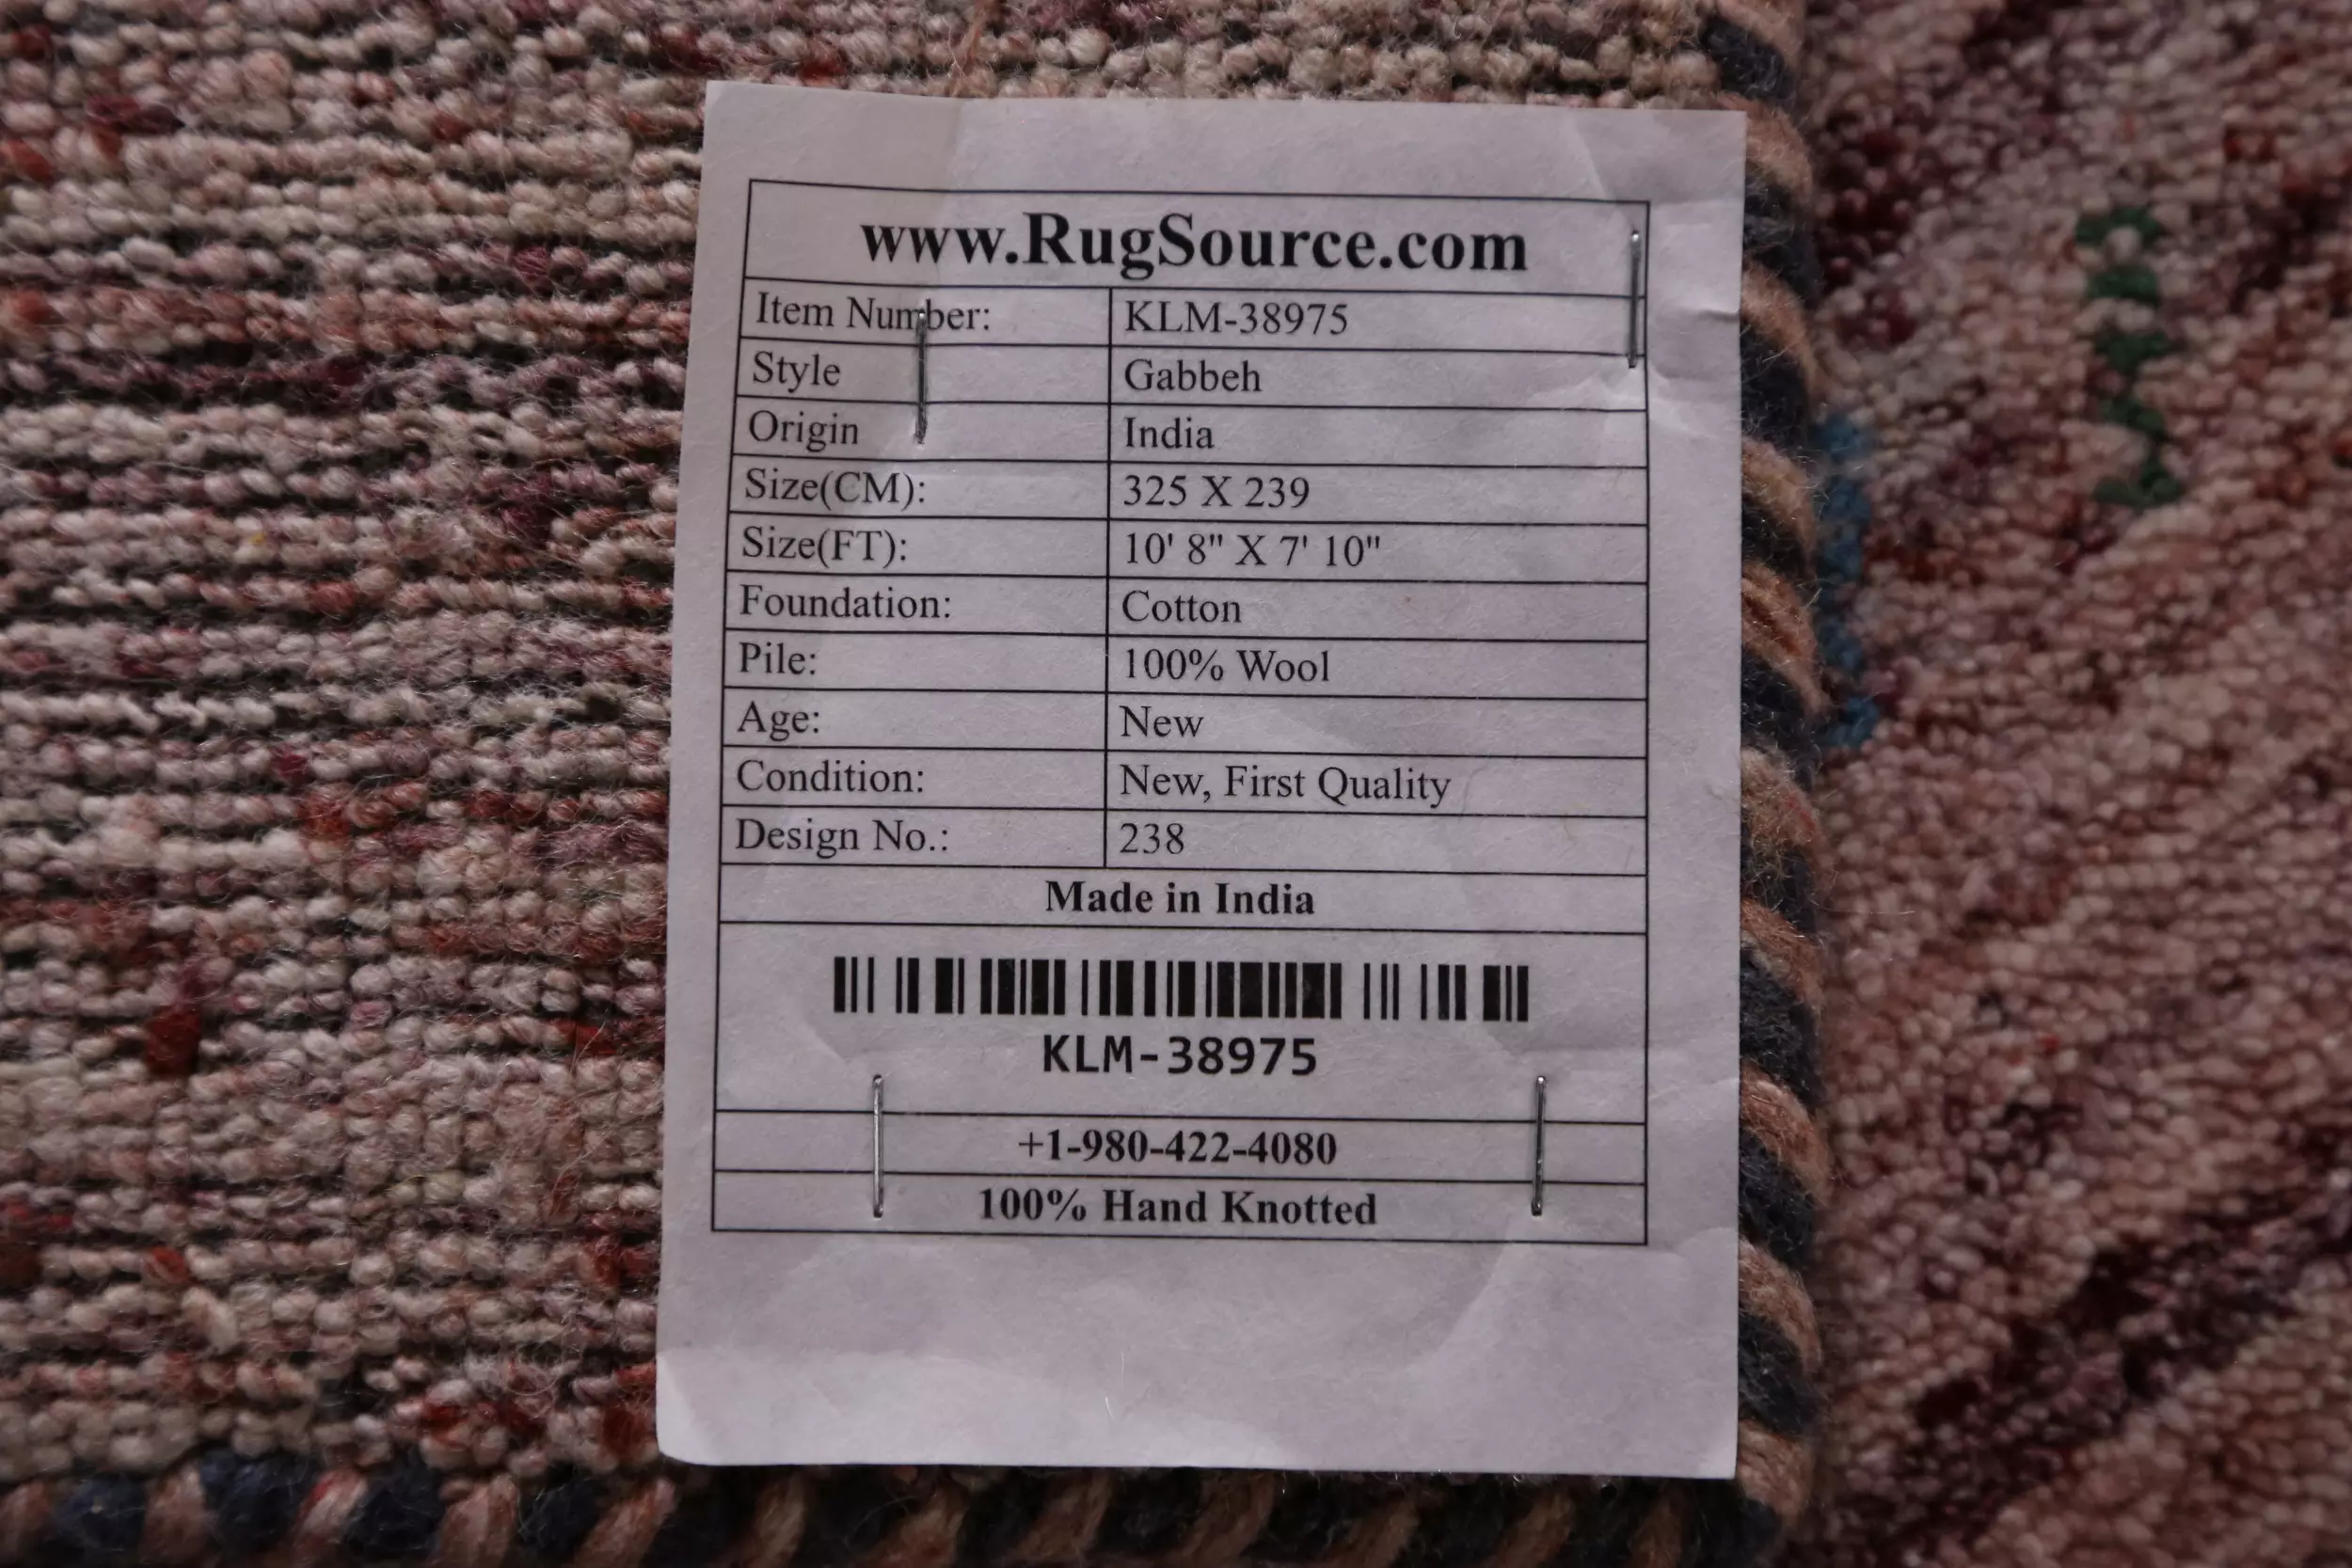 www.RugSource.com
Item Number: KLM-38975
Style Gabbeh
Origin India
Size(CM): 325 X 239
Size(FT): 10' 8" X 7' 10"
Foundation: Cotton
Pile: 100% Wool
Age: New
Condition: New, First Quality
Design No.: 238
Made in India
KLM-38975
+1-980-422-4080
100% Hand Knotted